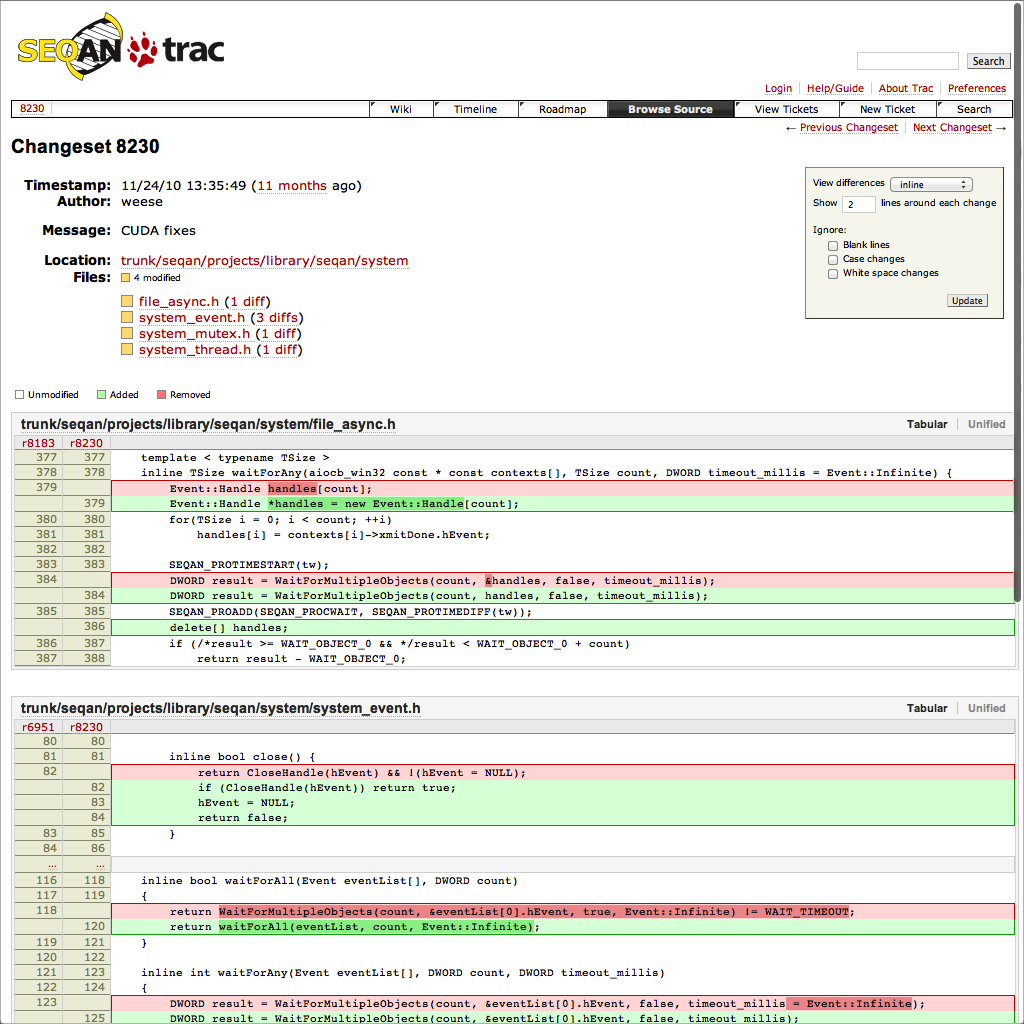 SEQAN trac
Search
Login Help/Guide About Trac Preferences
8230 Wiki Timeline Roadmap Browse Source View Tickets New Ticket Search
← Previous Changeset Next Changeset →
Changeset 8230
Timestamp: 11/24/10 13:35:49 (11 months ago)
Author: weese
Message: CUDA fixes
Location: trunk/seqan/projects/library/seqan/system
Files: 4 modified
file_async.h (1 diff)
system_event.h (3 diffs)
system_mutex.h (1 diff)
system_thread.h (1 diff)
View differences inline
Show 2 lines around each change
Ignore:
Blank lines
Case changes
White space changes
Update
Unmodified Added Removed
trunk/seqan/projects/library/seqan/system/file_async.h Tabular Unified
r8183 r8230
377 377 template < typename TSize >
378 378 inline TSize waitForAny(aiocb_win32 const * const contexts[], TSize count, DWORD timeout_millis = Event::Infinite) {
379 Event::Handle handles[count];
379 Event::Handle *handles = new Event::Handle[count];
380 380 for(TSize i = 0; i < count; ++i)
381 381 handles[i] = contexts[i]->xmitDone.hEvent;
382 382
383 383 SEQAN_PROTIMESTART(tw);
384 DWORD result = WaitForMultipleObjects(count, &handles, false, timeout_millis);
384 DWORD result = WaitForMultipleObjects(count, handles, false, timeout_millis);
385 385 SEQAN_PROADD(SEQAN_PROCWAIT, SEQAN_PROTIMEDIFF(tw));
386 delete[] handles;
386 387 if (/*result >= WAIT_OBJECT_0 && */result < WAIT_OBJECT_0 + count)
387 388 return result - WAIT_OBJECT_0;
trunk/seqan/projects/library/seqan/system/system_event.h Tabular Unified
r6951 r8230
80 80
81 81 inline bool close() {
82 return CloseHandle(hEvent) && !(hEvent = NULL);
82 if (CloseHandle(hEvent)) return true;
83 hEvent = NULL;
84 return false;
83 85 }
84 86
... ...
116 118 inline bool waitForAll(Event eventList[], DWORD count)
117 119 {
118 return WaitForMultipleObjects(count, &eventList[0].hEvent, true, Event::Infinite) != WAIT_TIMEOUT;
120 return waitForAll(eventList, count, Event::Infinite);
119 121 }
120 122
121 123 inline int waitForAny(Event eventList[], DWORD count, DWORD timeout_millis)
122 124 {
123 DWORD result = WaitForMultipleObjects(count, &eventList[0].hEvent, false, timeout_millis = Event::Infinite);
125 DWORD result = WaitForMultipleObjects(count, &eventList[0].hEvent, false, timeout_millis);